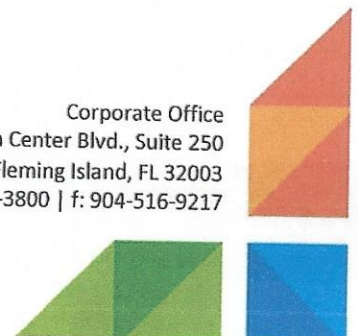 Corporate Office
Center Blvd., Suite 250
Fleming Island, FL 32003
-3800 | f: 904-516-9217